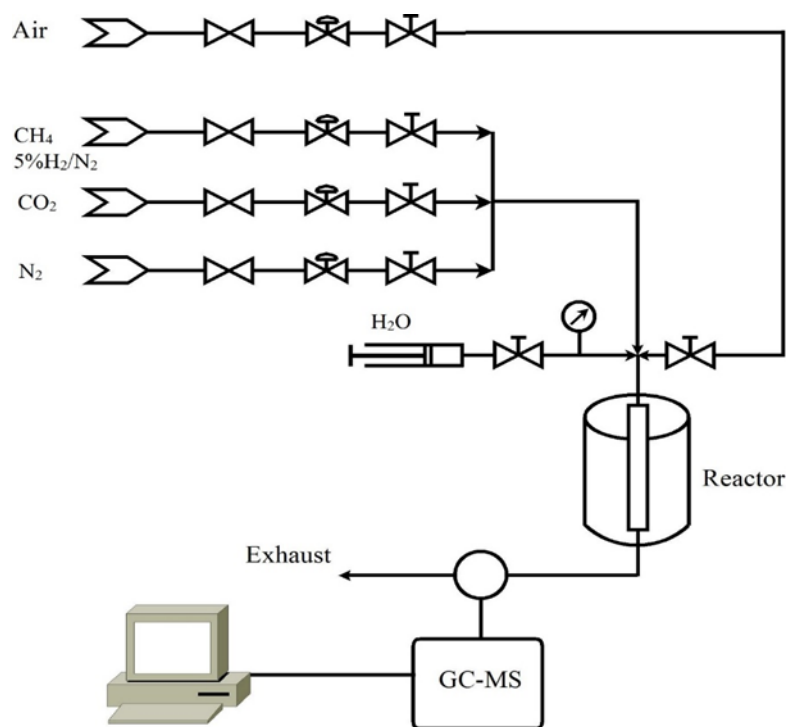 Air
CH₄
5%H₂/N₂
CO₂
N₂
H₂O
Reactor
Exhaust
GC-MS